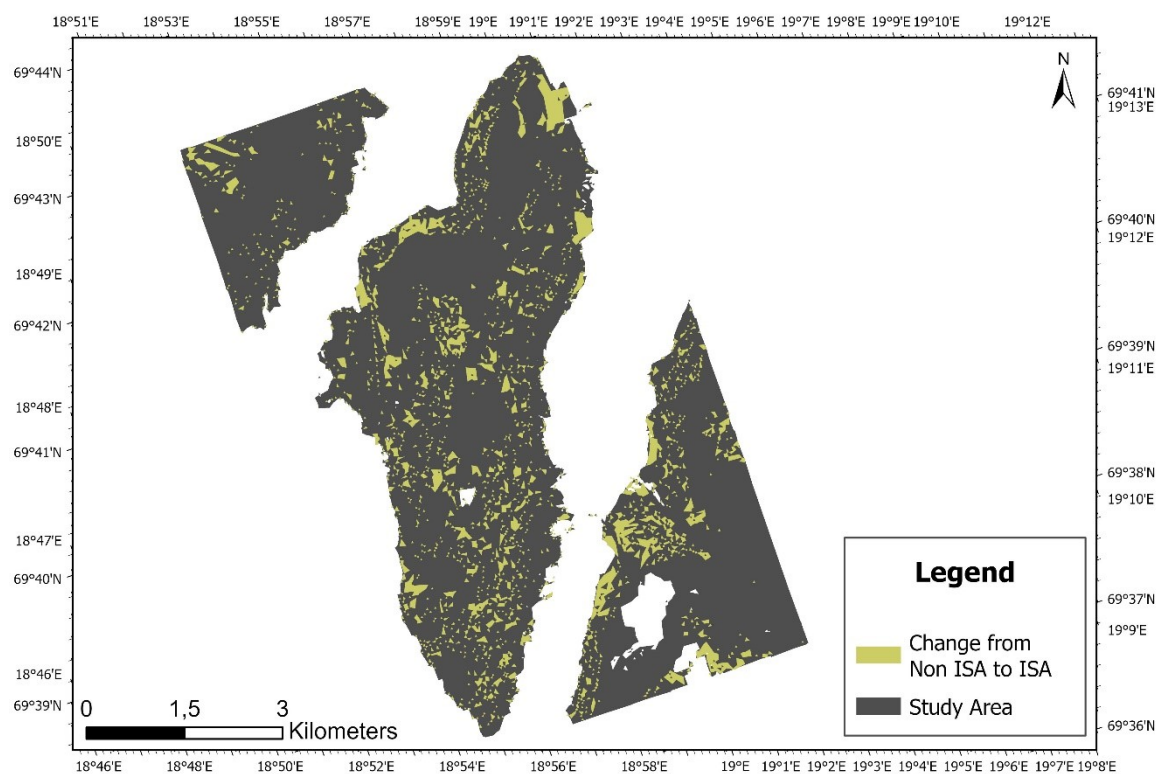 18°51'E 18°53'E 18°55'E 18°57'E 18°59'E 19°E 19°1'E 19°2'E 19°3'E 19°4'E 19°5'E 19°6'E 19°7'E 19°8'E 19°9'E 19°10'E 19°12'E
N
69°44'N
69°41'N
19°13'E
18°50'E
69°43'N
69°40'N
19°12'E
18°49'E
69°42'N
69°39'N
19°11'E
18°48'E
69°41'N
69°38'N
19°10'E
18°47'E
69°40'N
69°37'N
19°9'E
18°46'E
69°39'N
69°36'N
Legend
Change from
Non ISA to ISA
Study Area
0 1,5 3
Kilometers
18°46'E 18°48'E 18°50'E 18°52'E 18°54'E 18°56'E 18°58'E 19°E 19°1'E 19°2'E 19°3'E 19°4'E 19°5'E 19°6'E 19°7'E 19°8'E